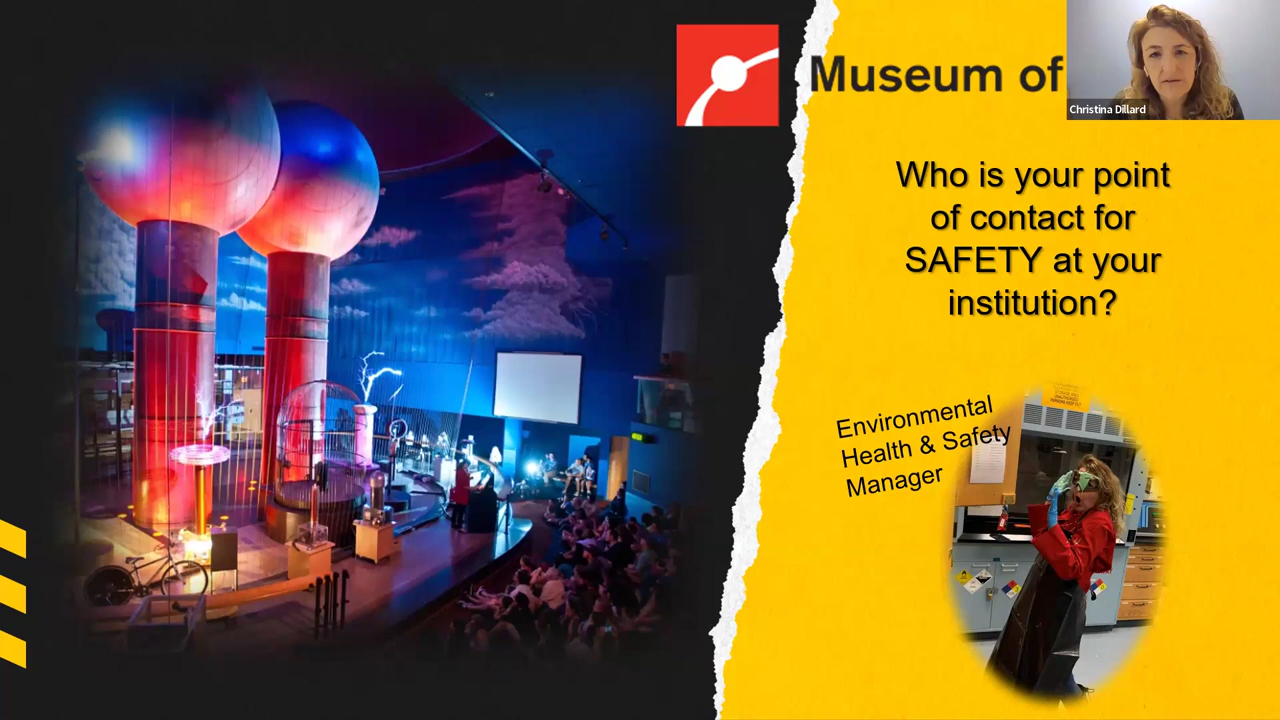 Museum of
Christina Dillard
Who is your point
of contact for
SAFETY at your
institution?
Environmental
Health & Safety
Manager